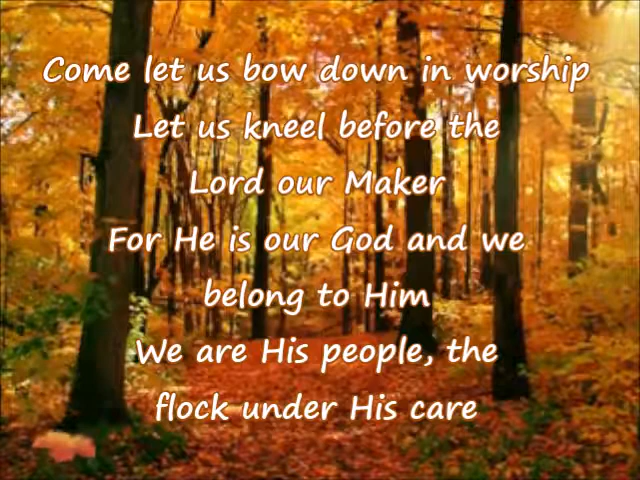 Come let us bow down in worship
Let us kneel before the
Lord our Maker
For He is our God and we
belong to Him
We are His people, the
flock under His care